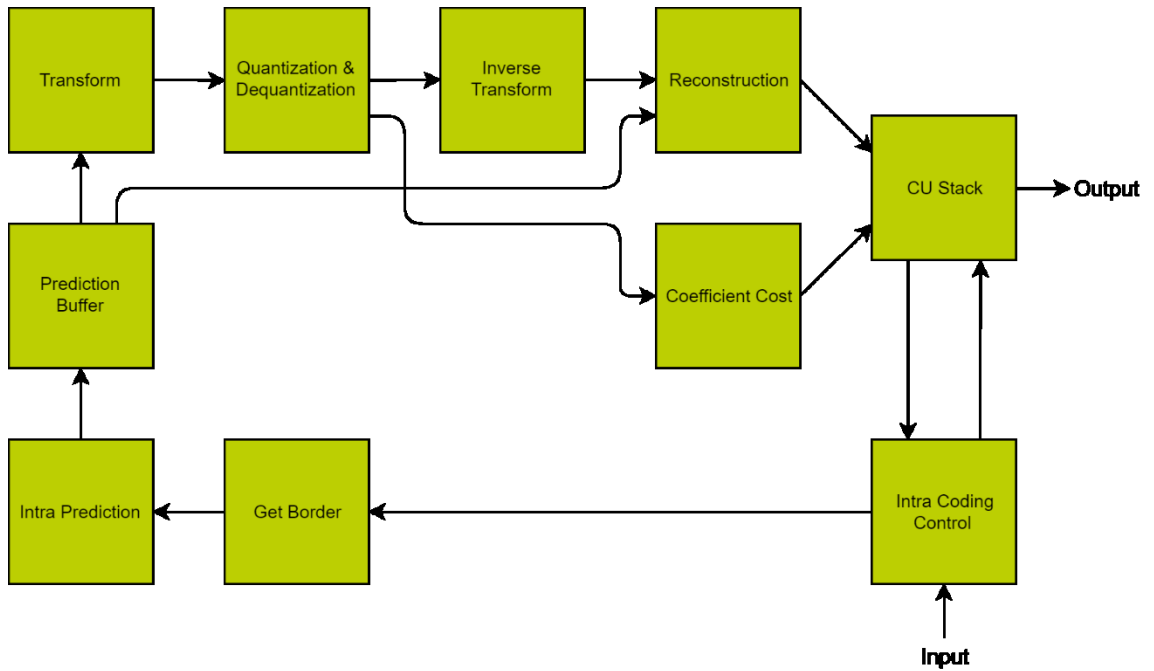 Transform
Quantization &
Dequantization
Inverse
Transform
Reconstruction
CU Stack
Output
Prediction
Buffer
Coefficient Cost
Intra Prediction
Get Border
Intra Coding
Control
Input